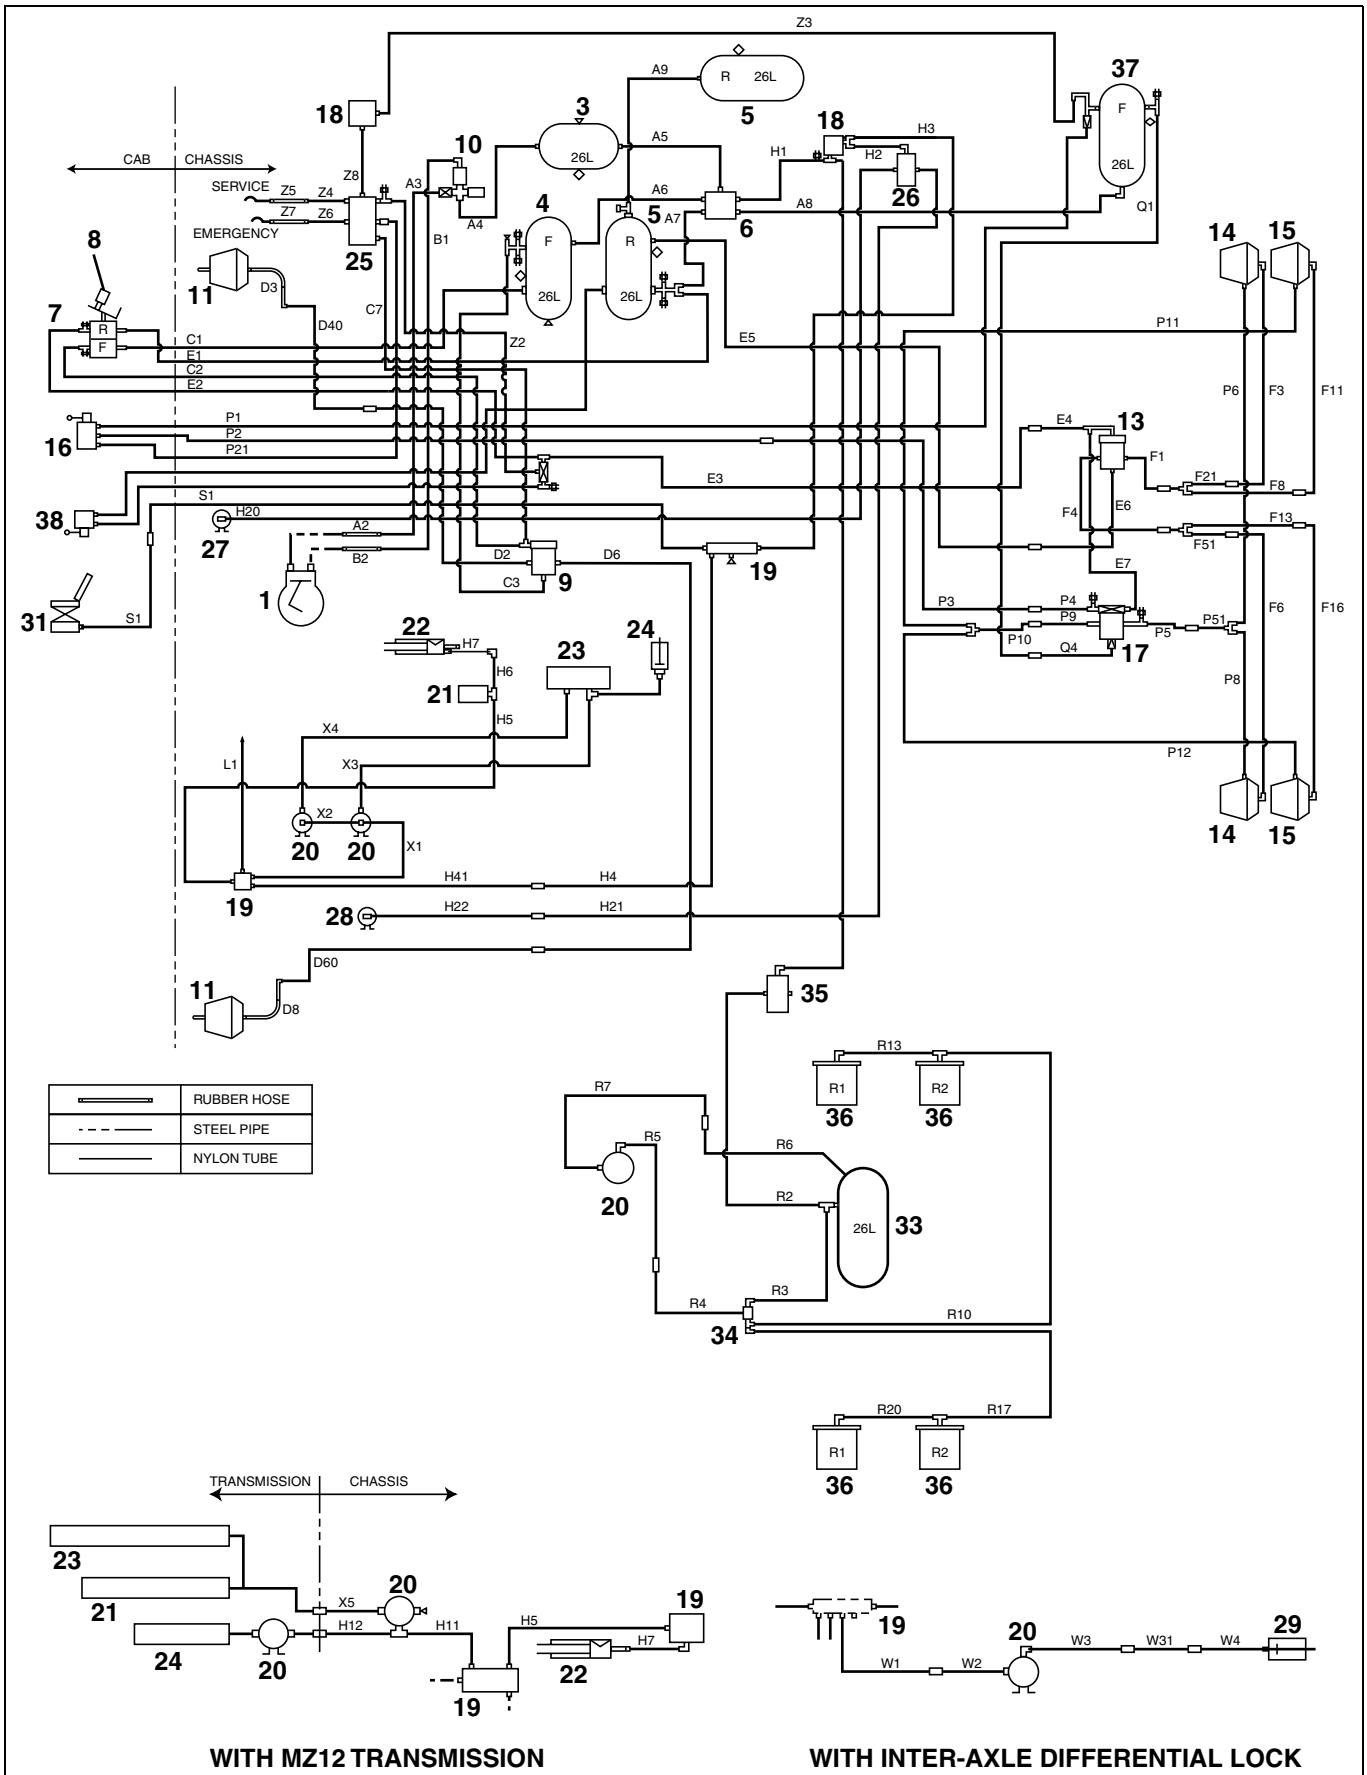 Z3
A9
R 26L
5
37
F
26L
18
3
26L
10
A5
18
H3
H1
H2
26
CAB
CHASSIS
SERVICE
Z5
Z4
Z7
Z6
EMERGENCY
Z8
A3
A4
A6
A7
A8
6
Q1
4
F
26L
5
R
26L
25
B1
8
11
D3
D40
C7
Z2
E5
14
15
7
R
F
C1
E1
C2
E2
P11
P6
F3
F11
16
P1
P2
P21
E4
13
F1
F21
F8
E3
E6
F4
F13
F51
S1
38
H20
27
A2
B2
D2
D6
C3
9
19
E7
31
S1
1
P3
P4
P9
P10
P5
P51
F6
F16
Q4
17
P8
22
H7
23
24
H6
21
H5
X4
X3
L1
P12
X2
20
20
X1
14
15
H41
H4
19
28
H22
H21
D60
11
D8
35
R13
R1
R2
36
36
RUBBER HOSE
STEEL PIPE
NYLON TUBE
R7
R5
R6
20
R2
26L
33
R3
R4
34
R10
R20
R17
R1
R2
36
36
TRANSMISSION
CHASSIS
23
21
X5
20
H12
H11
24
20
H5
19
H7
22
19
19
20
W3
W31
W4
29
W1
W2
WITH MZ12 TRANSMISSION
WITH INTER-AXLE DIFFERENTIAL LOCK